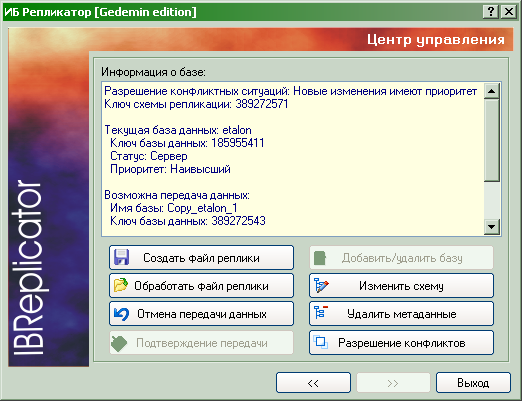 ИБ Репликатор [Gedemin edition]
Центр управления
IBReplicator
Информация о базе:
Разрешение конфликтных ситуаций: Новые изменения имеют приоритет
Ключ схемы репликации: 389272571
Текущая база данных: etalon
Ключ базы данных: 185955411
Статус: Сервер
Приоритет: Наивысший
Возможна передача данных:
Имя базы: Copy_etalon_1
Ключ базы данных: 389272543
Создать файл реплики
Добавить/удалить базу
Обработать файл реплики
Изменить схему
Отмена передачи данных
Удалить метаданные
Подтверждение передачи
Разрешение конфликтов
<<
>>
Выход